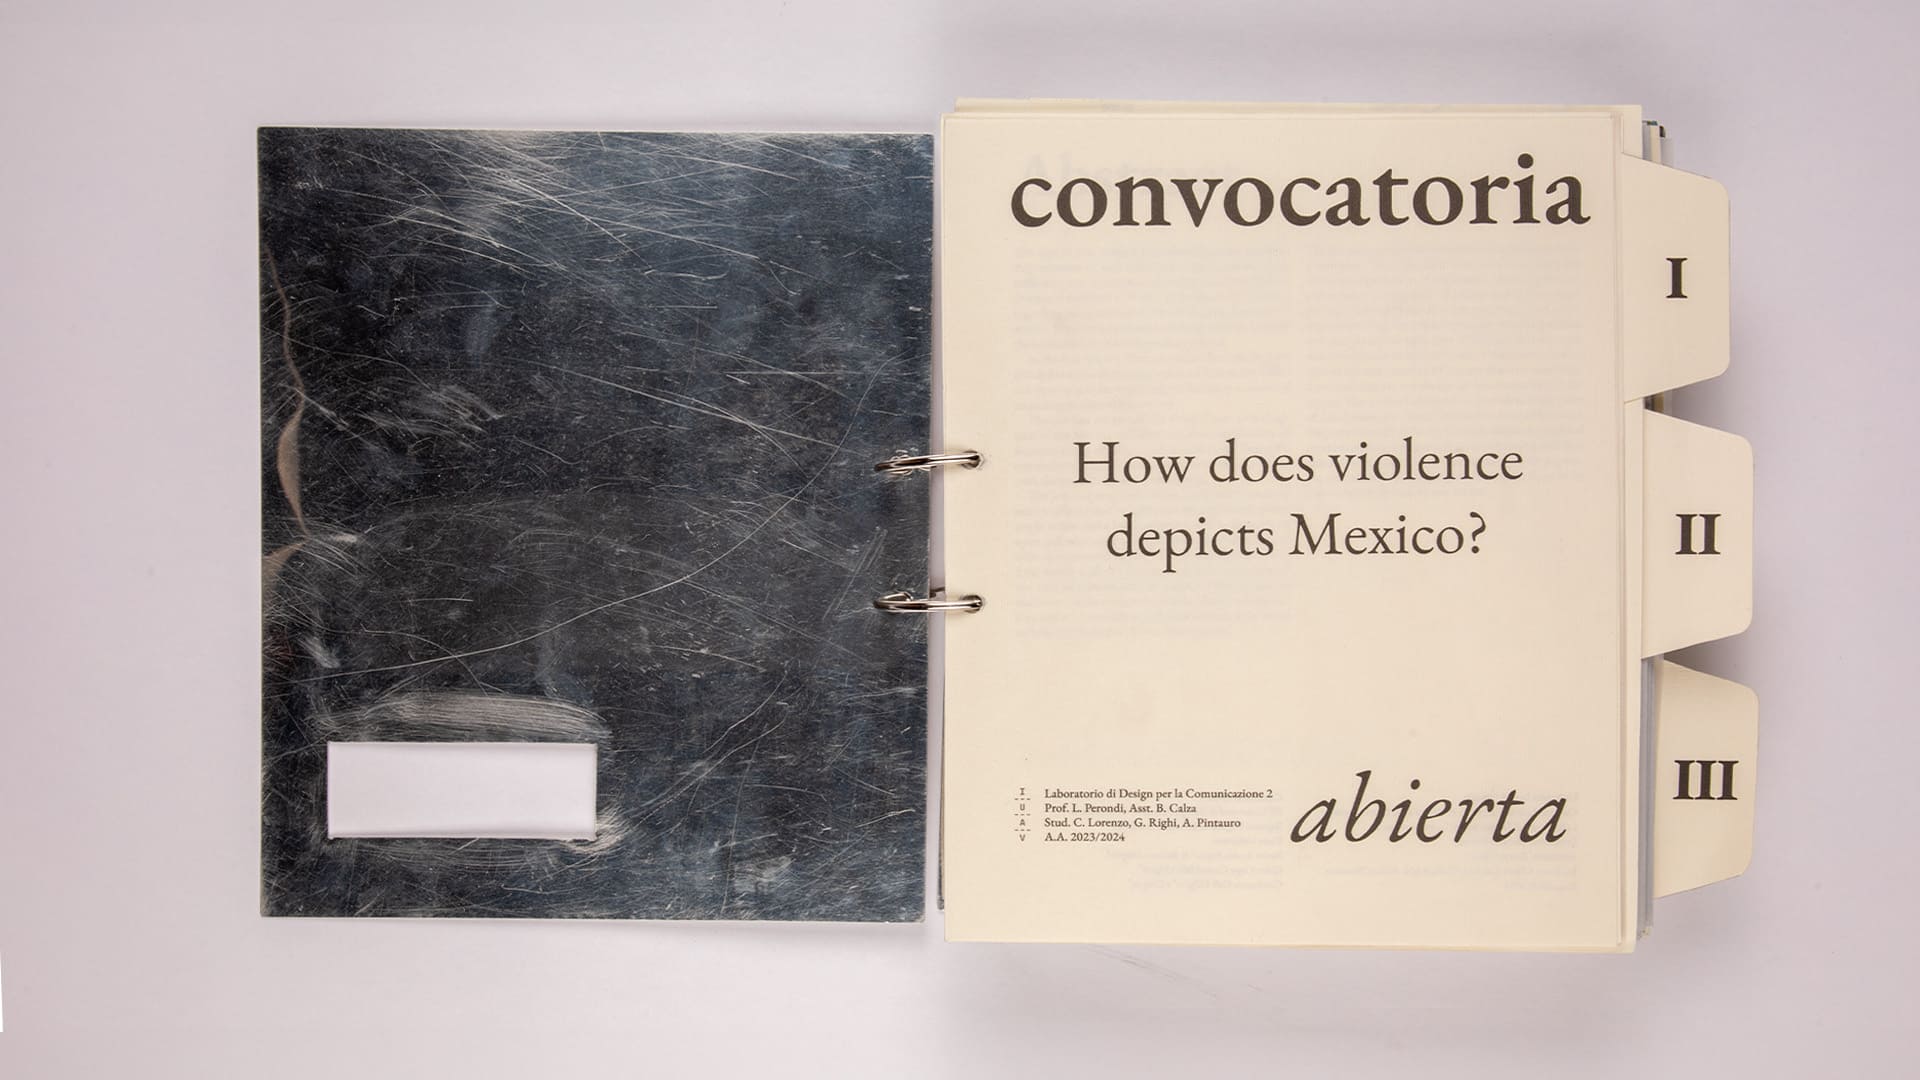 convocatoria
I
How does violence
depicts Mexico?
II
I
U
A
V
Laboratorio di Design per la Comunicazione 2
Prof. L. Perondi, Asst. B. Calza
Stud. C. Lorenzo, G. Righi, A. Pintauro
A.A. 2023/2024
abierta
III